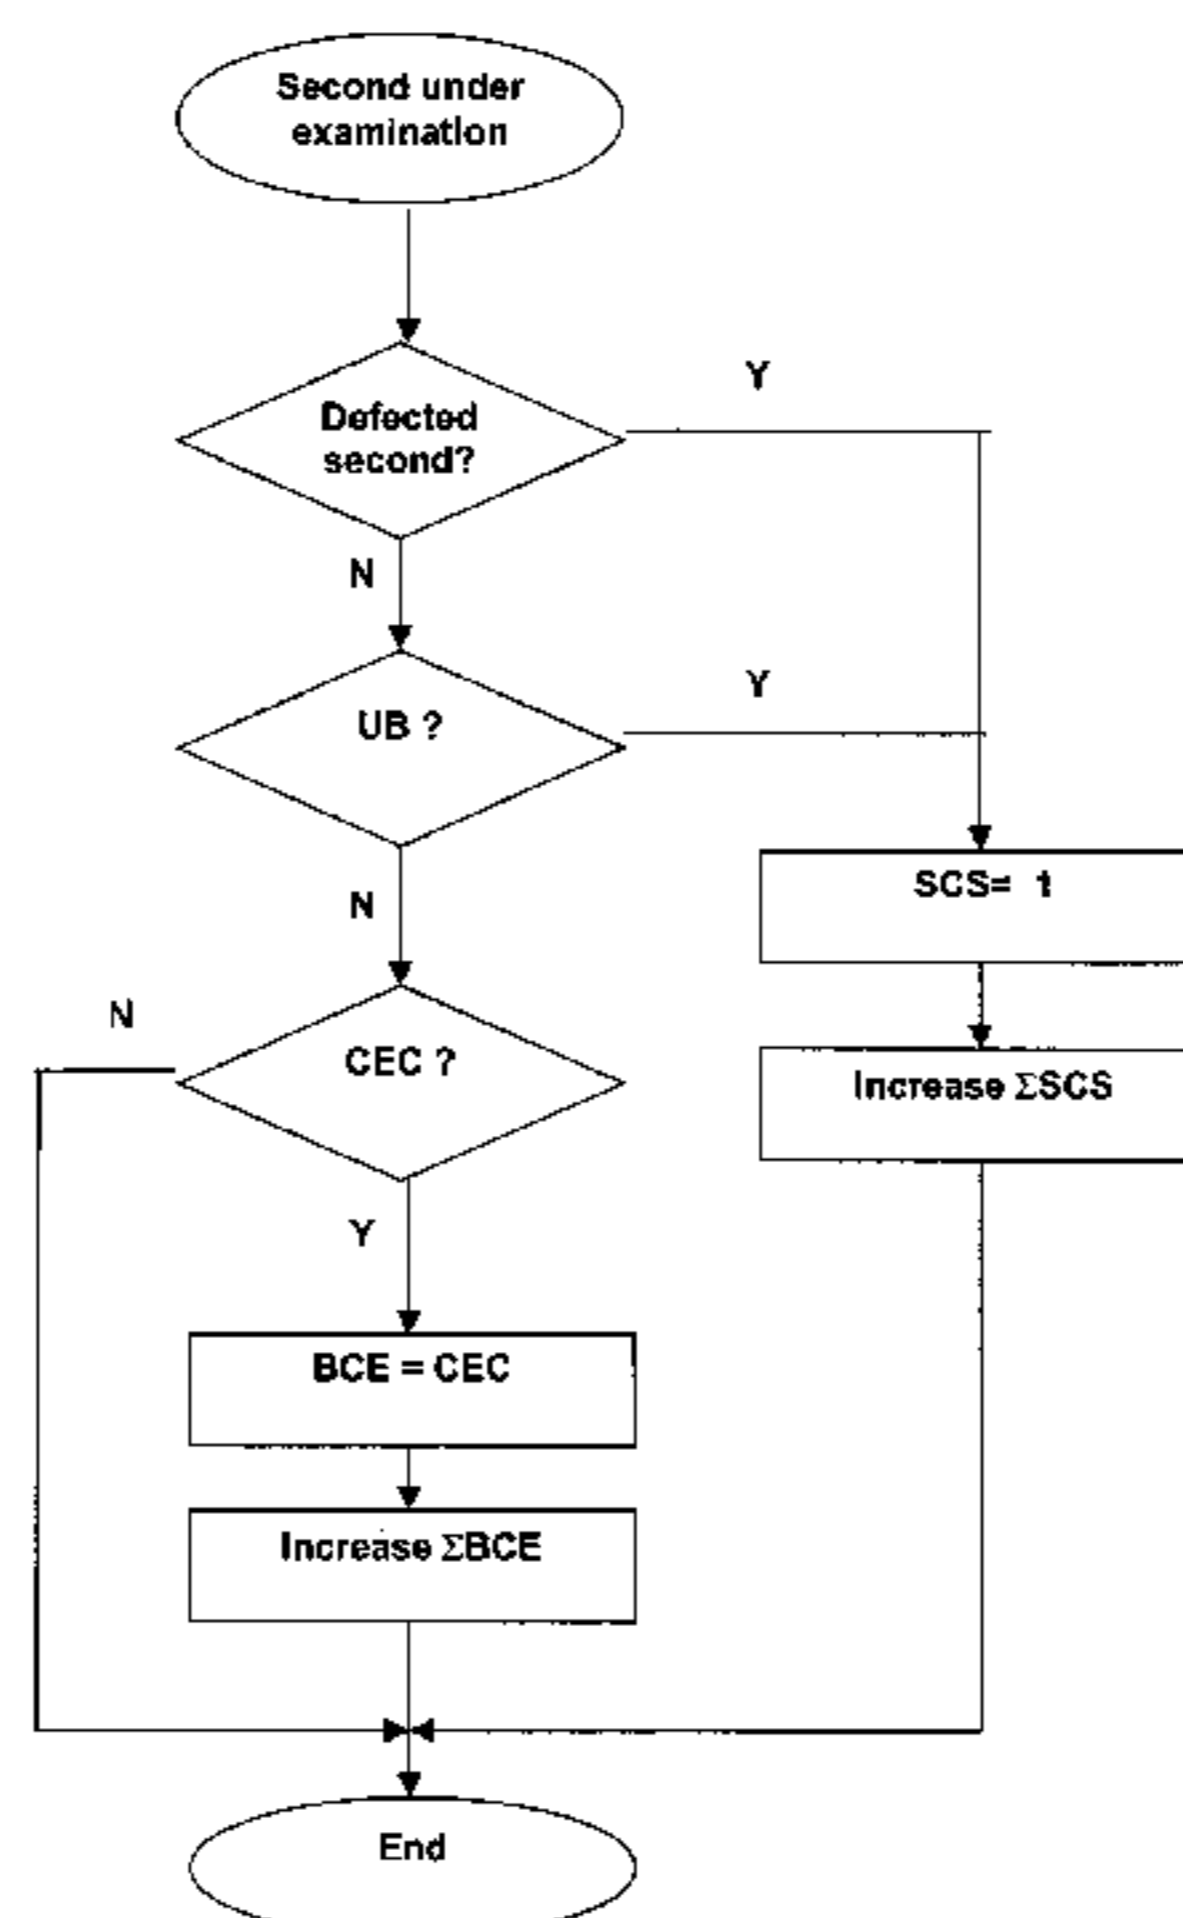 Second under
examination
Y
Defected
second?
N
Y
UB ?
N
SCS= 1
N
CEC ?
Increase ΣSCS
Y
BCE = CEC
Increase ΣBCE
End